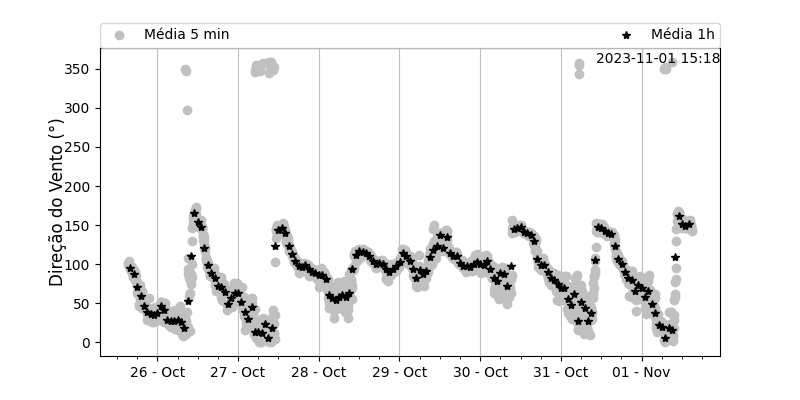 Média 5 min
Média 1h
2023-11-01 15:18
Direção do Vento (°)
350
300
250
200
150
100
50
0
26 - Oct
27 - Oct
28 - Oct
29 - Oct
30 - Oct
31 - Oct
01 - Nov